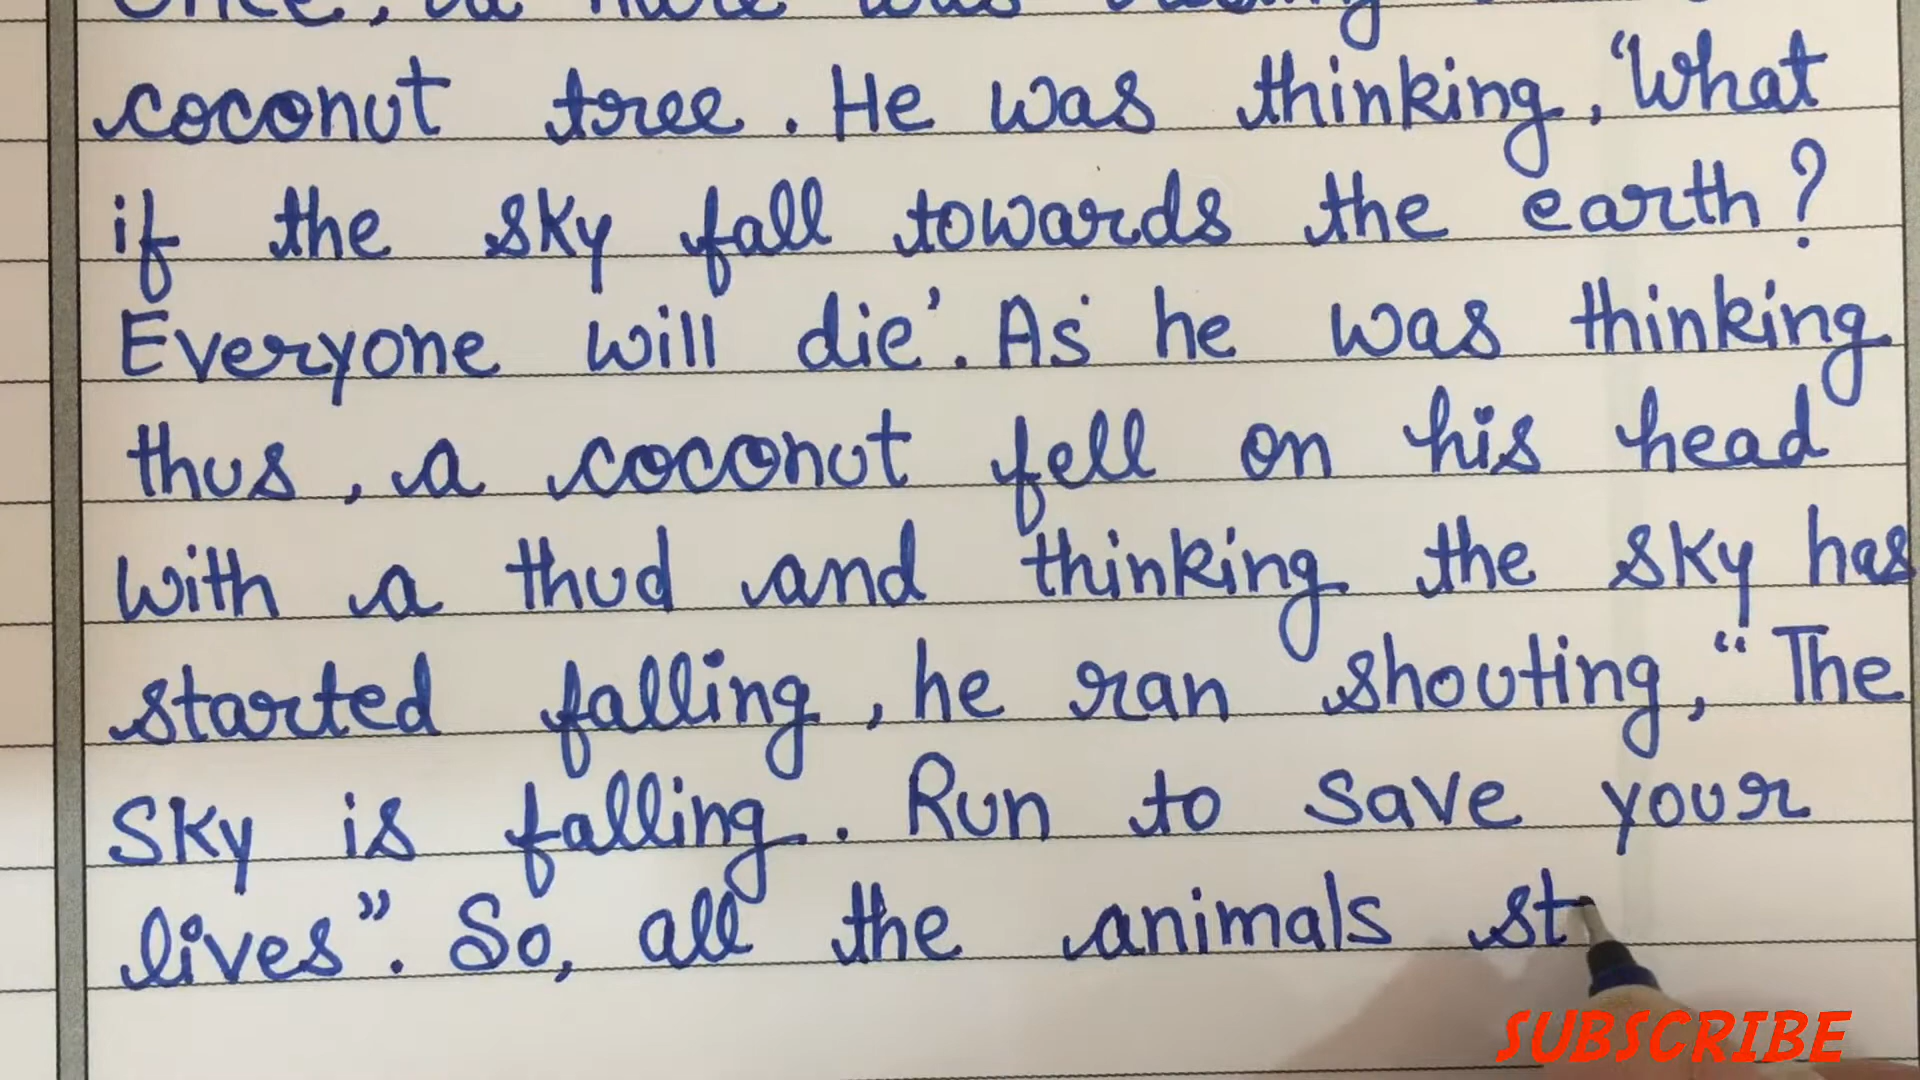 coconut tree. He was thinking, 'What
if the sky fall towards the earth?
Everyone will die'. As he was thinking
thus, a coconut fell on his head
with a thud and thinking the sky has
started falling, he ran shouting, "The
sky is falling. Run to save your
lives". So, all the animals st
SUBSCRIBE